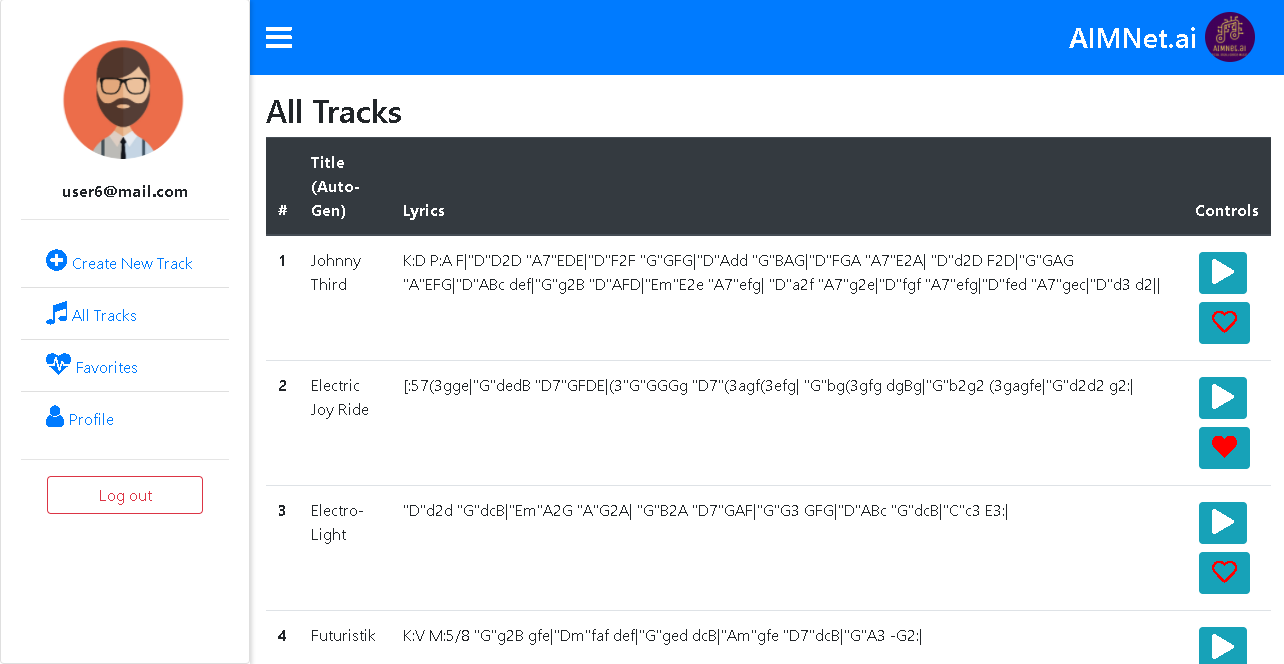 AIMNet.ai
AIMNet.ai
user6@mail.com
Create New Track
All Tracks
Favorites
Profile
Log out
All Tracks
#
Title
(Auto-
Gen)
Lyrics
Controls
1
Johnny
Third
K:D P:A F|"D"D2D "A7"EDE|"D"F2F "G"GFG|"D"Add "G"BAG|"D"FGA "A7"E2A| "D"d2D F2D|"G"GAG
"A"EFG|"D"ABc def|"G"g2B "D"AFD|"Em"E2e "A7"efg| "D"a2f "A7"g2e|"D"fgf "A7"efg|"D"fed "A7"gec|"D"d3 d2||
2
Electric
Joy Ride
[:57(3gge|"G"dedB "D7"GFDE|(3"G"GGGg "D7"(3agf(3efg| "G"bg(3gfg dgBg|"G"b2g2 (3gagfe|"G"d2d2 g2:|
3
Electro-
Light
"D"d2d "G"dcB|"Em"A2G "A"G2A| "G"B2A "D7"GAF|"G"G3 GFG|"D"ABc "G"dcB|"C"c3 E3:|
4
Futuristik
K:V M:5/8 "G"g2B gfe|"Dm"faf def|"G"ged dcB|"Am"gfe "D7"dcB|"G"A3 -G2:|